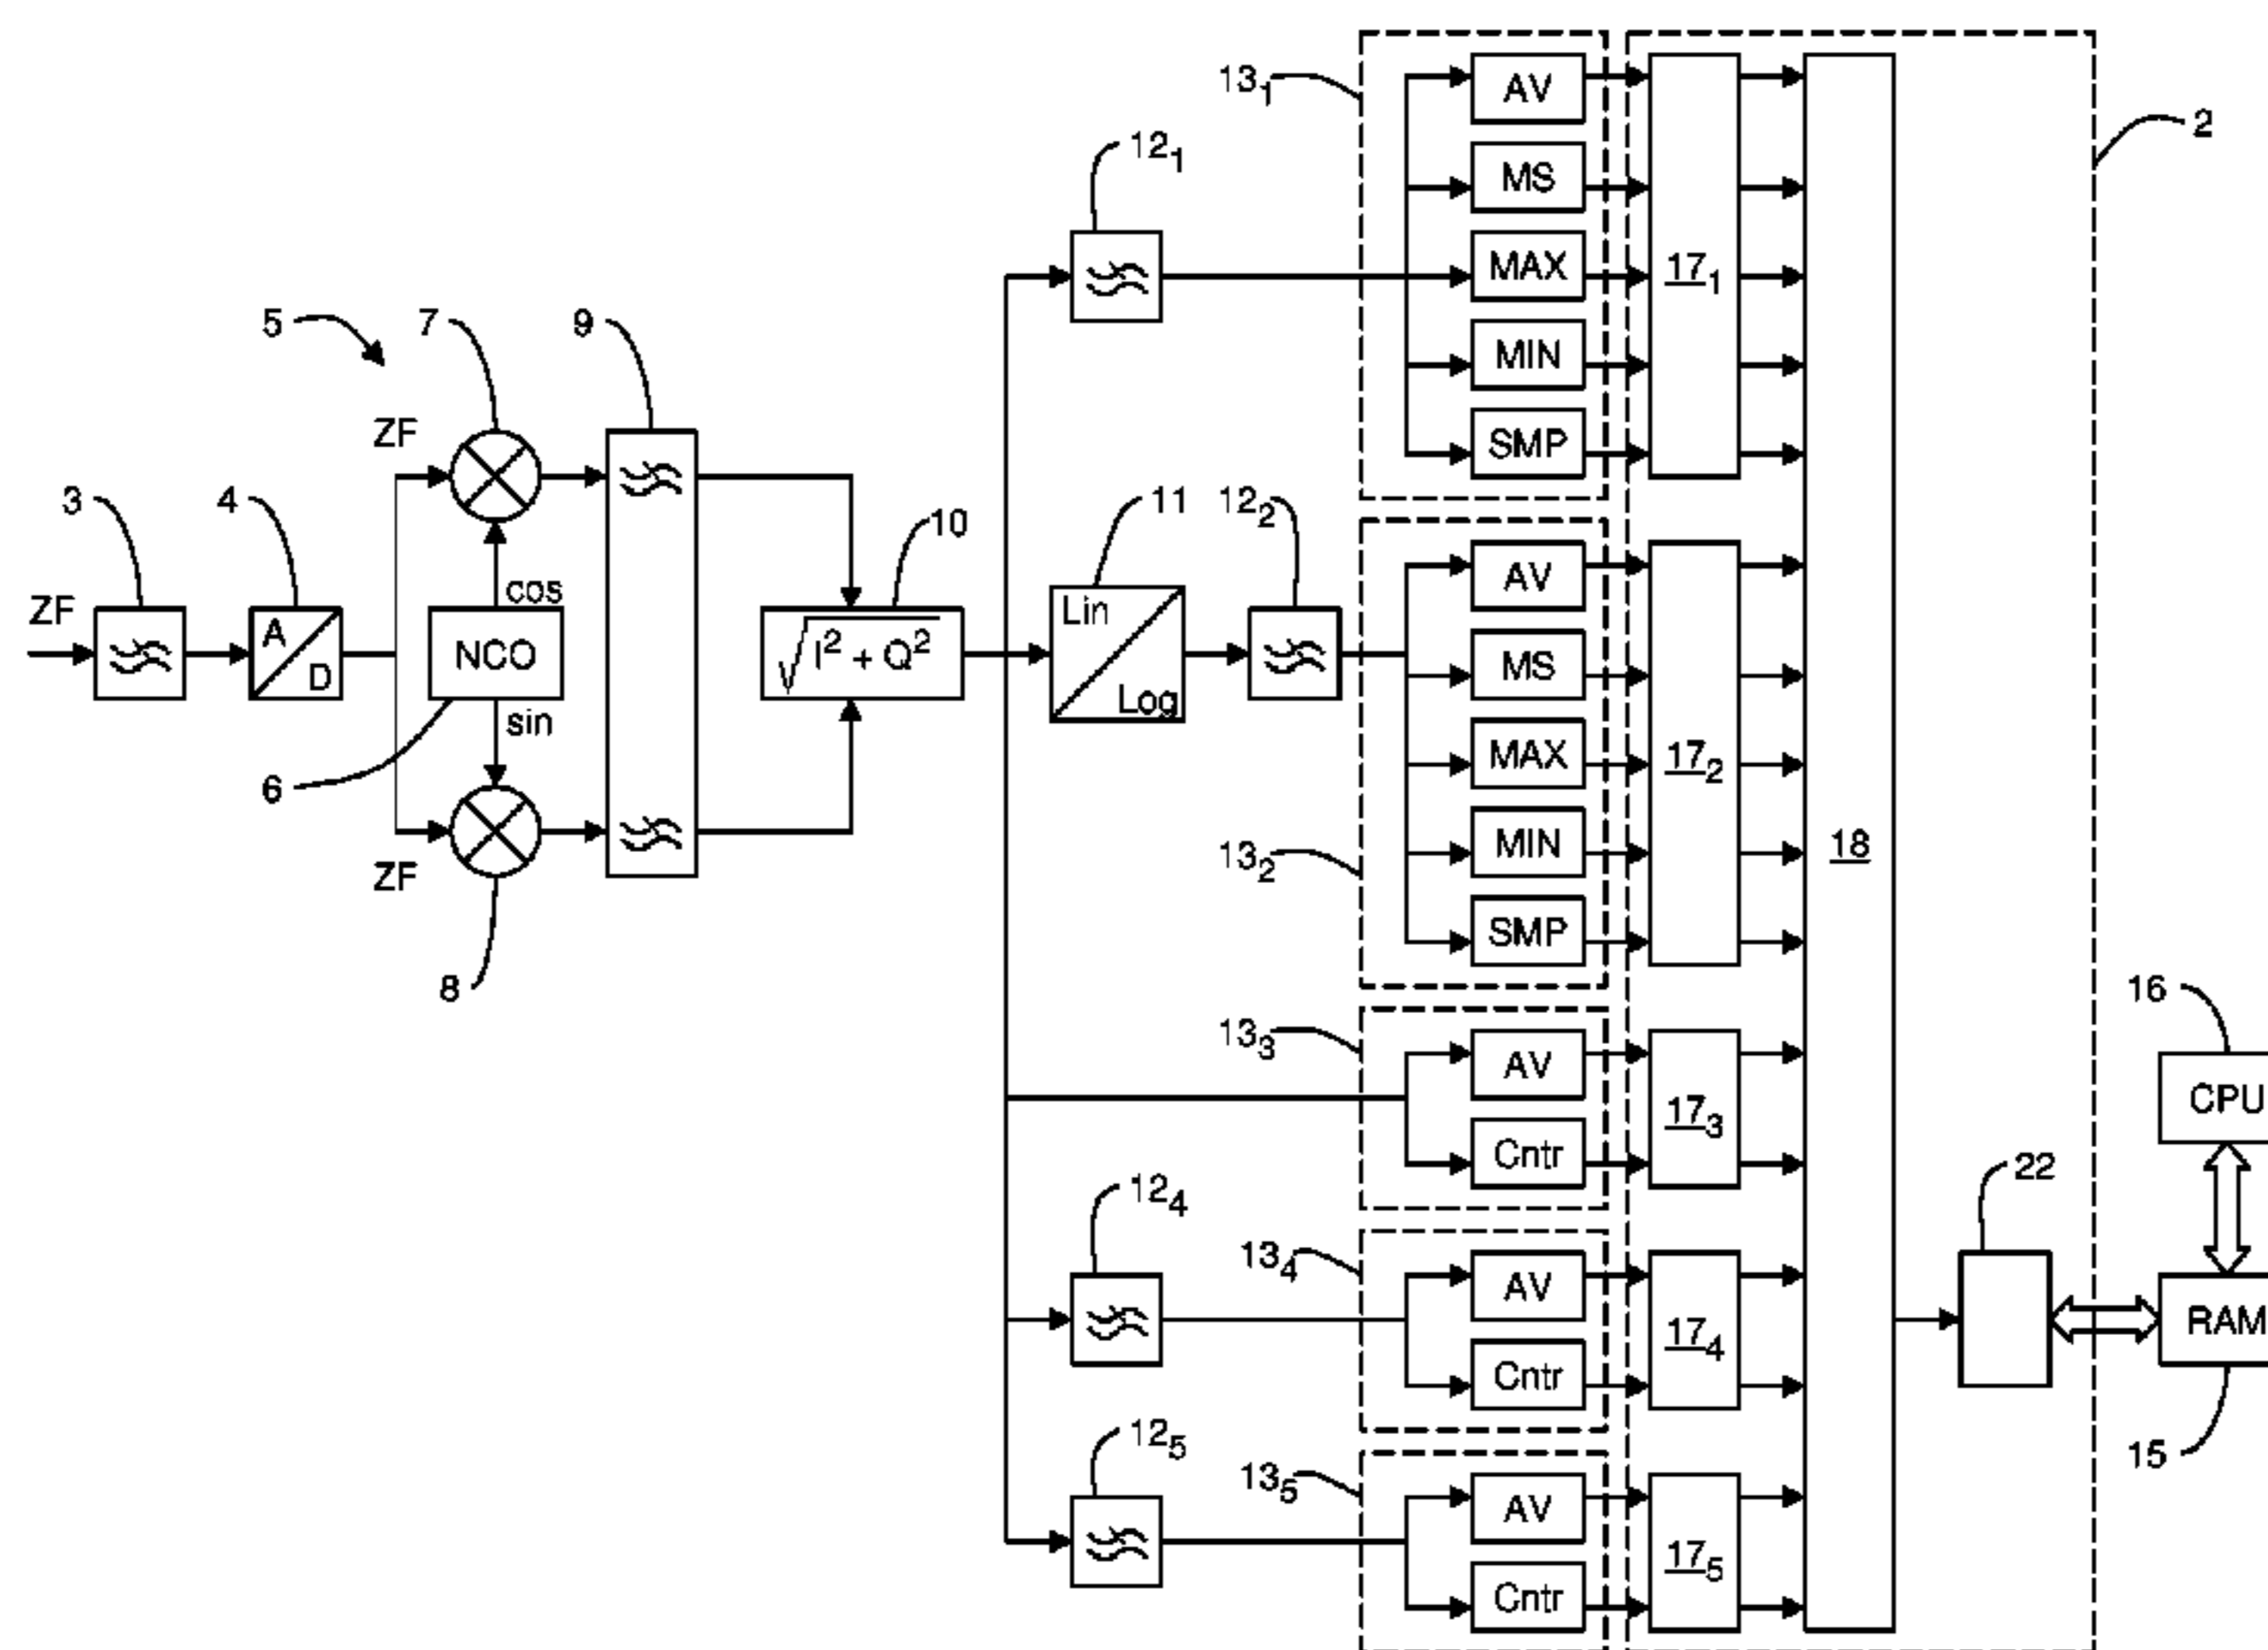 ZF
3
4
A
D
5
7
ZF
9
cos
NCO
sin
6
ZF
8
10
√I² + Q²
11
Lin
Log
12₁
12₂
12₄
12₅
13₁
AV
MS
MAX
MIN
SMP
13₂
AV
MS
MAX
MIN
SMP
13₃
AV
Cntr
13₄
AV
Cntr
13₅
AV
Cntr
17₁
17₂
17₃
17₄
17₅
18
2
22
16
CPU
RAM
15